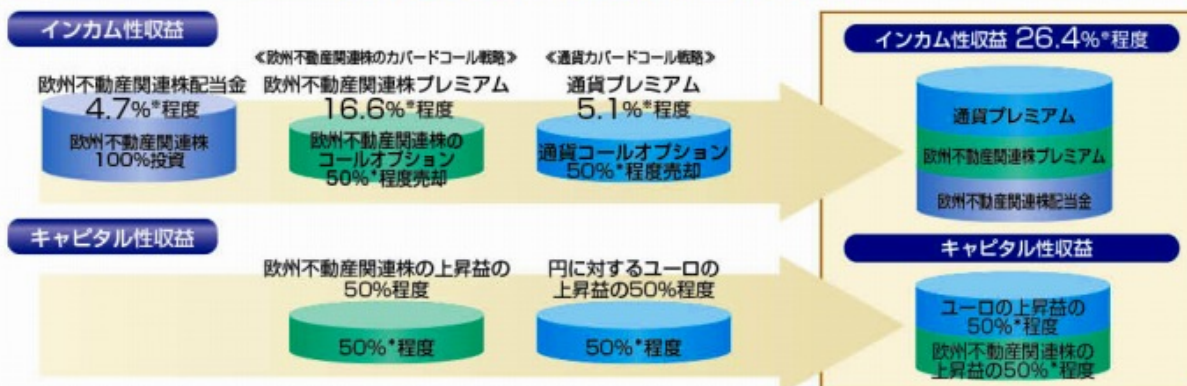 インカム性収益
欧州不動産関連株配当金
4.7%*程度
欧州不動産関連株
100%投資
≪欧州不動産関連株のカバードコール戦略≫
欧州不動産関連株プレミアム
16.6%*程度
欧州不動産関連株の
コールオプション
50%*程度売却
≪通貨カバードコール戦略≫
通貨プレミアム
5.1%*程度
通貨コールオプション
50%*程度売却
インカム性収益 26.4%*程度
通貨プレミアム
欧州不動産関連株プレミアム
欧州不動産関連株配当金
キャピタル性収益
欧州不動産関連株の上昇益の
50%程度
50%*程度
円に対するユーロの
上昇益の50%程度
50%*程度
キャピタル性収益
ユーロの上昇益の
50%*程度
欧州不動産関連株の
上昇益の50%*程度